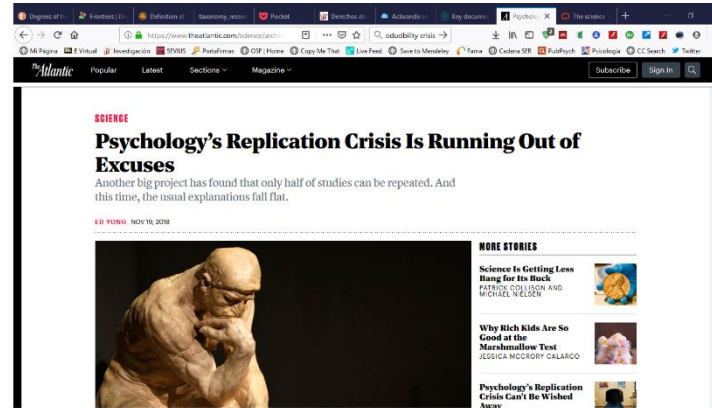 Degrees of
Frontiers |
Definition
taxonomy_resear
Pocket
Derechos de
Aclarando
Key documen
Psycholog
The science
https://www.theatlantic.com/science/archi
oducibility crisis
Mi Página
E Virtual
Investigación
SEVIUS
Portafirmas
OSF | Home
Copy Me That
Live Feed
Save to Mendeley
Fama
Cadena SER
PubPsych
Psicología
CC Search
Twitter
The Atlantic
Popular
Latest
Sections
Magazine
Subscribe
Sign In
SCIENCE
Psychology's Replication Crisis Is Running Out of
Excuses
Another big project has found that only half of studies can be repeated. And
this time, the usual explanations fall flat.
ED YONG NOV 19, 2018
MORE STORIES
Science Is Getting Less
Bang for Its Buck
PATRICK COLLISON AND
MICHAEL NIELSEN
Why Rich Kids Are So
Good at the
Marshmallow Test
JESSICA MCCRORY CALARCO
Psychology's Replication
Crisis Can't Be Wished
Away